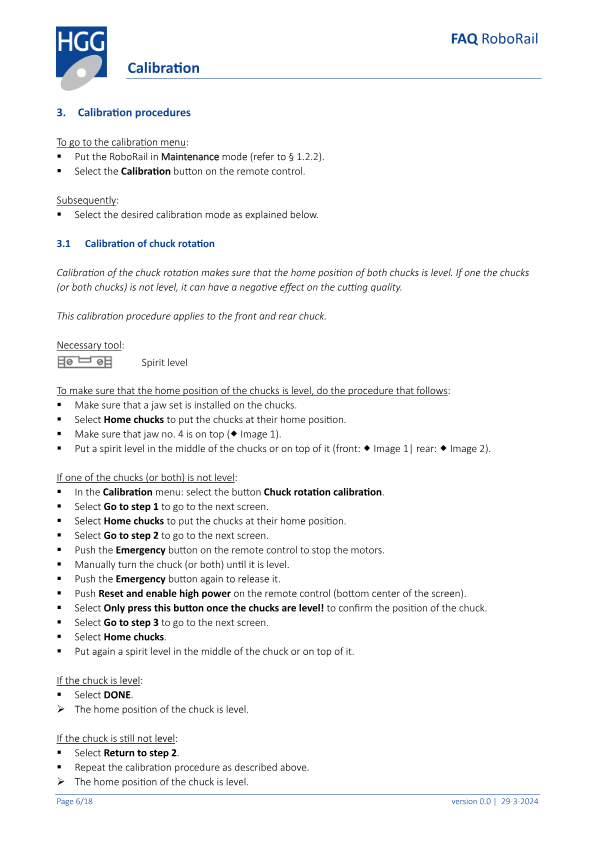 HGG
FAQ RoboRail
Calibration
3. Calibration procedures
To go to the calibration menu:
▪ Put the RoboRail in Maintenance mode (refer to § 1.2.2).
▪ Select the Calibration button on the remote control.
Subsequently:
▪ Select the desired calibration mode as explained below.
3.1 Calibration of chuck rotation
Calibration of the chuck rotation makes sure that the home position of both chucks is level. If one the chucks
(or both chucks) is not level, it can have a negative effect on the cutting quality.
This calibration procedure applies to the front and rear chuck.
Necessary tool:
Spirit level
To make sure that the home position of the chucks is level, do the procedure that follows:
▪ Make sure that a jaw set is installed on the chucks.
▪ Select Home chucks to put the chucks at their home position.
▪ Make sure that jaw no. 4 is on top (◆ Image 1).
▪ Put a spirit level in the middle of the chucks or on top of it (front: ◆ Image 1| rear: ◆ Image 2).
If one of the chucks (or both) is not level:
▪ In the Calibration menu: select the button Chuck rotation calibration.
▪ Select Go to step 1 to go to the next screen.
▪ Select Home chucks to put the chucks at their home position.
▪ Select Go to step 2 to go to the next screen.
▪ Push the Emergency button on the remote control to stop the motors.
▪ Manually turn the chuck (or both) until it is level.
▪ Push the Emergency button again to release it.
▪ Push Reset and enable high power on the remote control (bottom center of the screen).
▪ Select Only press this button once the chucks are level! to confirm the position of the chuck.
▪ Select Go to step 3 to go to the next screen.
▪ Select Home chucks.
▪ Put again a spirit level in the middle of the chuck or on top of it.
If the chuck is level:
▪ Select DONE.
➢ The home position of the chuck is level.
If the chuck is still not level:
▪ Select Return to step 2.
▪ Repeat the calibration procedure as described above.
➢ The home position of the chuck is level.
Page 6/18
version 0.0 | 29-3-2024